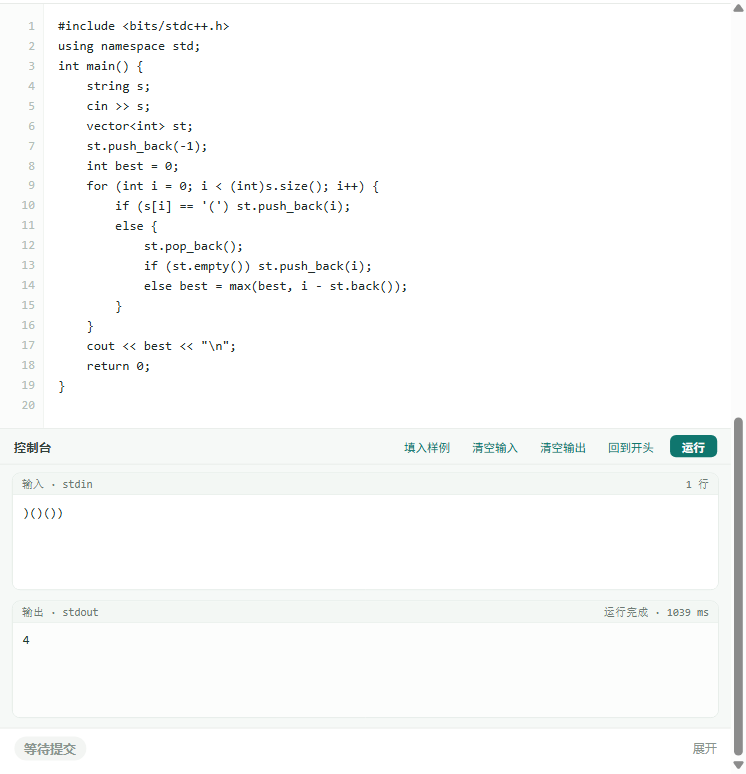 1 #include <bits/stdc++.h>
2 using namespace std;
3 int main() {
4     string s;
5     cin >> s;
6     vector<int> st;
7     st.push_back(-1);
8     int best = 0;
9     for (int i = 0; i < (int)s.size(); i++) {
10         if (s[i] == '(') st.push_back(i);
11         else {
12             st.pop_back();
13             if (st.empty()) st.push_back(i);
14             else best = max(best, i - st.back());
15         }
16     }
17     cout << best << "\n";
18     return 0;
19 }
20
控制台 填入样例 清空输入 清空输出 回到开头 运行
输入 · stdin 1 行
)()())
输出 · stdout 运行完成 · 1039 ms
4
等待提交 展开